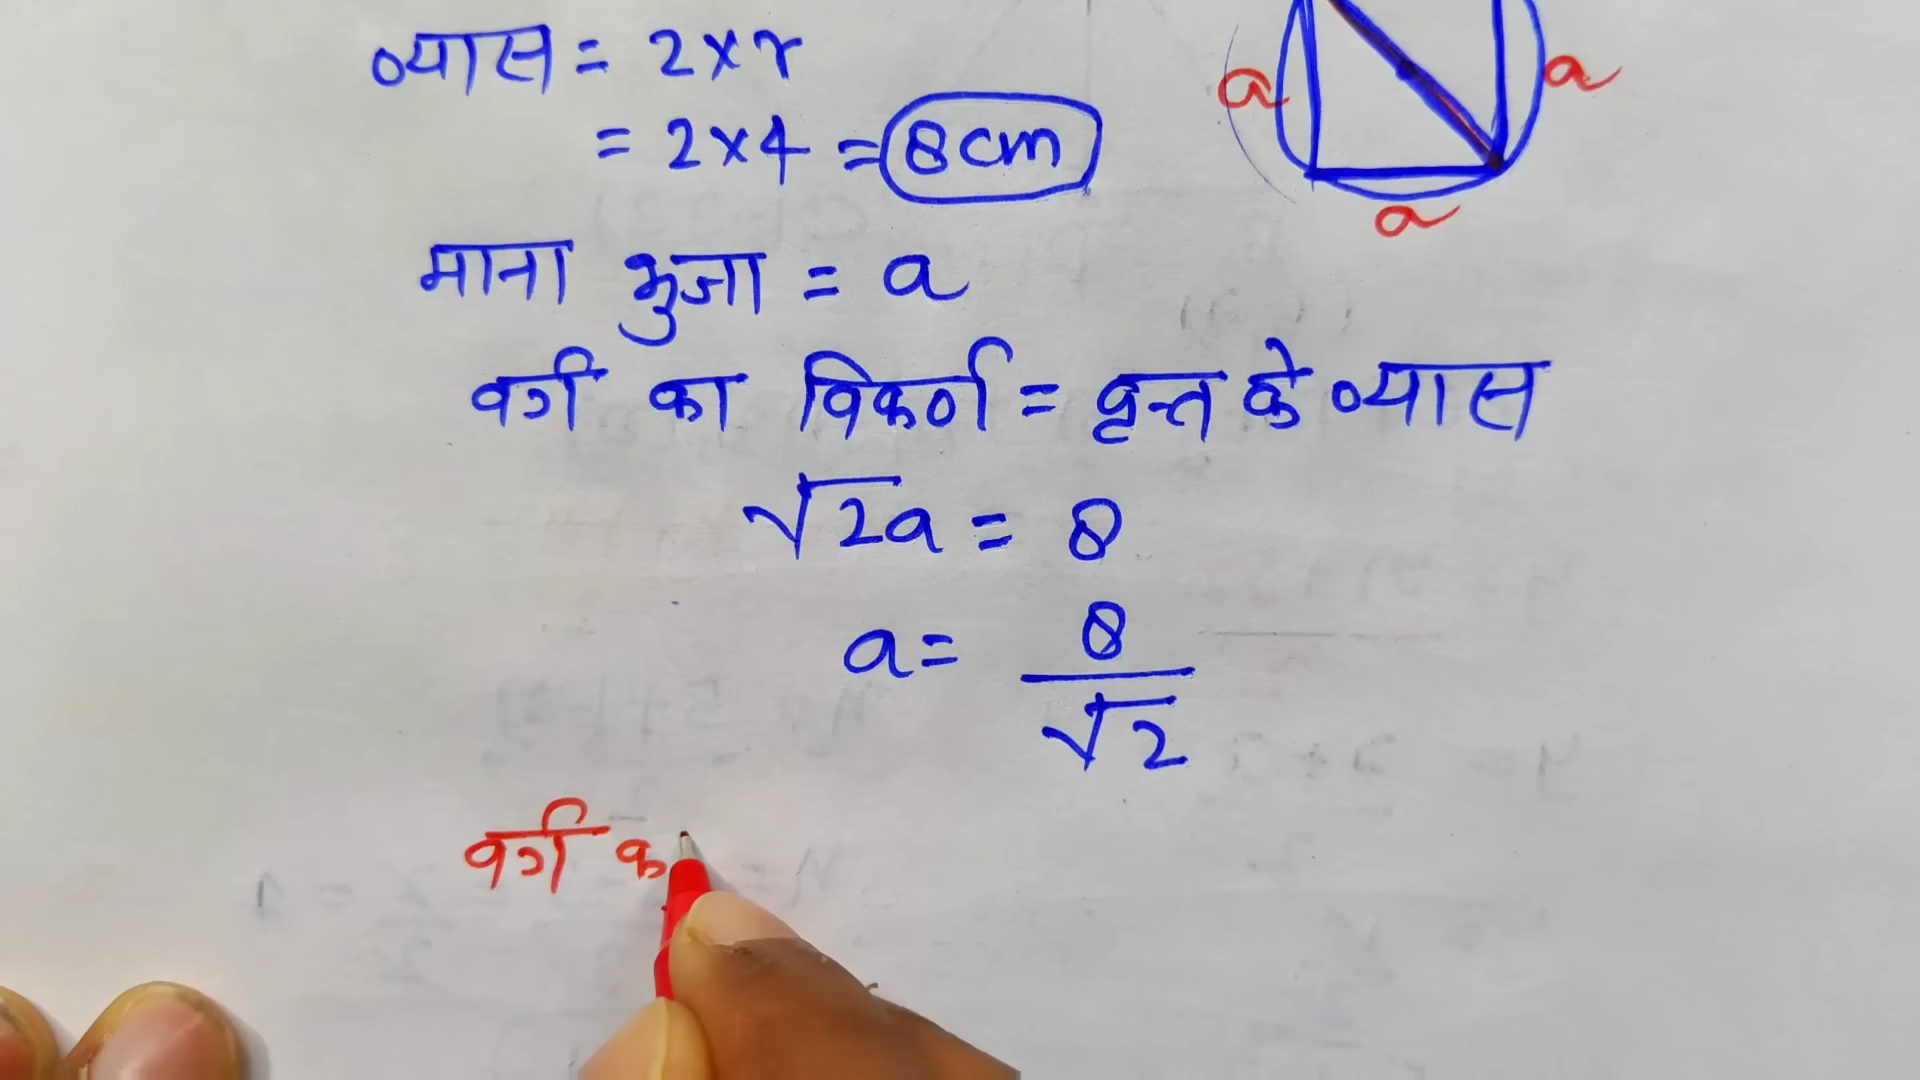 व्यास = 2×r
= 2×4 = 8cm
a a
a
माना भुजा = a
वर्ग का विकर्ण = वृत्त के व्यास
√2a = 8
a = 8/√2
वर्ग क